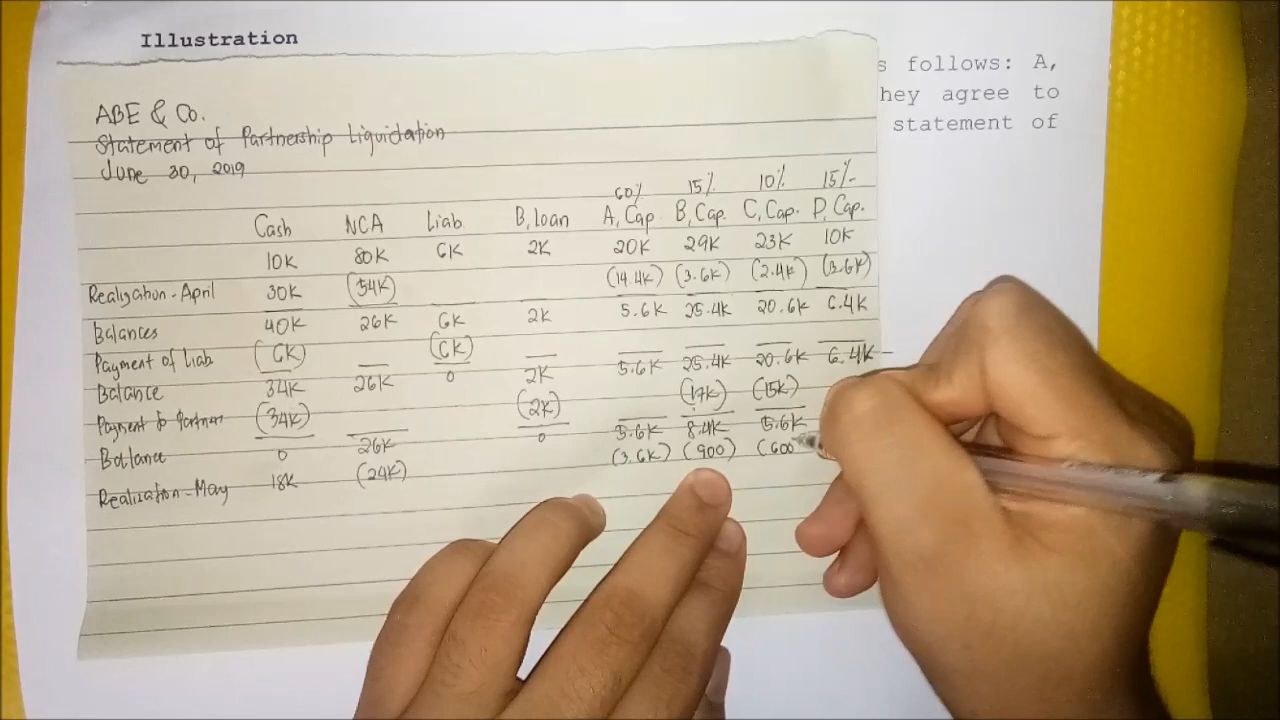 Illustration
s follows: A,
hey agree to
statement of
ABE & Co.
Statement of Partnership Liquidation
June 30, 2019
60% 15% 10% 15%
Cash NCA Liab B, Loan A, Cap B, Cap. C, Cap. D, Cap.
10K 80K 6K 2K 20K 29K 23K 10K
Realization - April 30K (54K) (14.4K) (3.6K) (2.4K) (3.6K)
Balances 40K 26K 6K 2K 5.6K 25.4K 20.6K 6.4K
Payment of Liab (6K) (6K)
Balance 34K 26K 0 2K 5.6K 25.4K 20.6K 6.4K
Payment to Partner (34K) (2K) (17K) (15K)
Balance 0 26K 0 5.6K 8.4K 5.6K
Realization - May 18K (24K) (3.6K) (900) (600